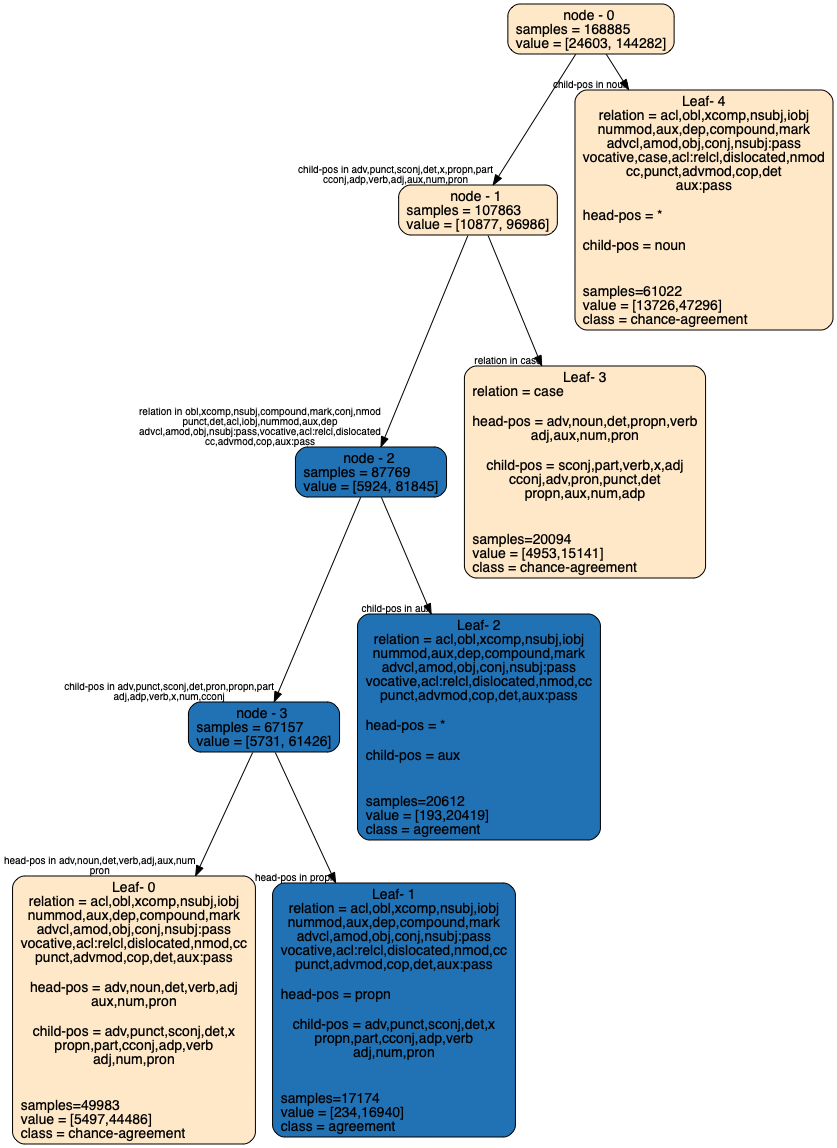 node - 0
samples = 168885
value = [24603, 144282]
child-pos in noun
Leaf- 4
relation = acl,obl,xcomp,nsubj,iobj
nummod,aux,dep,compound,mark
advcl,amod,obj,conj,nsubj:pass
vocative,case,acl:relcl,dislocated,nmod
cc,punct,advmod,cop,det
aux:pass
head-pos = *
child-pos = noun
samples=61022
value = [13726,47296]
class = chance-agreement
child-pos in adv,punct,sconj,det,x,propn,part
cconj,adp,verb,adj,aux,num,pron
node - 1
samples = 107863
value = [10877, 96986]
relation in case
Leaf- 3
relation = case
head-pos = adv,noun,det,propn,verb
adj,aux,num,pron
child-pos = sconj,part,verb,x,adj
cconj,adv,pron,punct,det
propn,aux,num,adp
samples=20094
value = [4953,15141]
class = chance-agreement
relation in obl,xcomp,nsubj,compound,mark,conj,nmod
punct,det,acl,iobj,nummod,aux,dep
advcl,amod,obj,nsubj:pass,vocative,acl:relcl,dislocated
cc,advmod,cop,aux:pass
node - 2
samples = 87769
value = [5924, 81845]
child-pos in aux
Leaf- 2
relation = acl,obl,xcomp,nsubj,iobj
nummod,aux,dep,compound,mark
advcl,amod,obj,conj,nsubj:pass
vocative,acl:relcl,dislocated,nmod,cc
punct,advmod,cop,det,aux:pass
head-pos = *
child-pos = aux
samples=20612
value = [193,20419]
class = agreement
child-pos in adv,punct,sconj,det,pron,propn,part
adj,adp,verb,x,num,cconj
node - 3
samples = 67157
value = [5731, 61426]
head-pos in adv,noun,det,verb,adj,aux,num
pron
Leaf- 0
relation = acl,obl,xcomp,nsubj,iobj
nummod,aux,dep,compound,mark
advcl,amod,obj,conj,nsubj:pass
vocative,acl:relcl,dislocated,nmod,cc
punct,advmod,cop,det,aux:pass
head-pos = adv,noun,det,verb,adj
aux,num,pron
child-pos = adv,punct,sconj,det,x
propn,part,cconj,adp,verb
adj,num,pron
samples=49983
value = [5497,44486]
class = chance-agreement
head-pos in propn
Leaf- 1
relation = acl,obl,xcomp,nsubj,iobj
nummod,aux,dep,compound,mark
advcl,amod,obj,conj,nsubj:pass
vocative,acl:relcl,dislocated,nmod,cc
punct,advmod,cop,det,aux:pass
head-pos = propn
child-pos = adv,punct,sconj,det,x
propn,part,cconj,adp,verb
adj,num,pron
samples=17174
value = [234,16940]
class = agreement